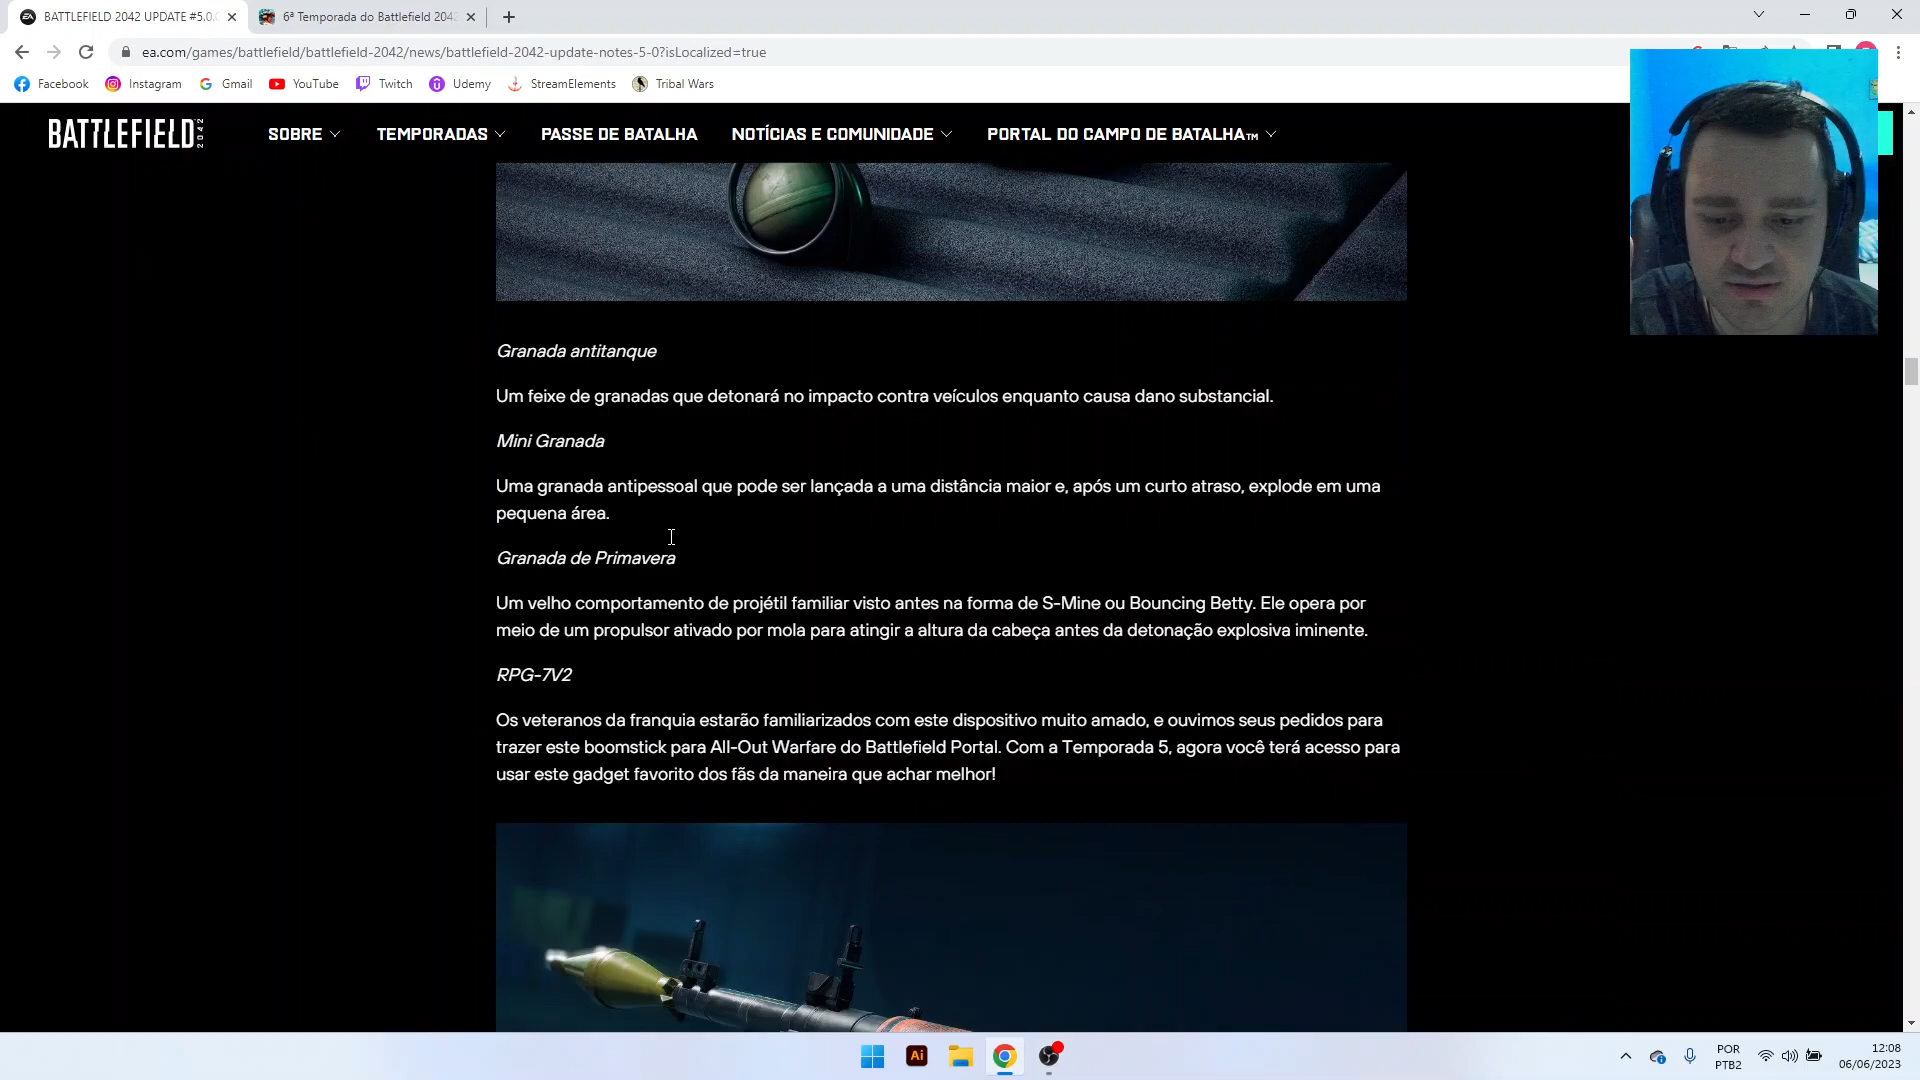 BATTLEFIELD 2042 UPDATE #5.0.
6ª Temporada do Battlefield 204
ea.com/games/battlefield/battlefield-2042/news/battlefield-2042-update-notes-5-0?isLocalized=true
Facebook Instagram Gmail YouTube Twitch Udemy StreamElements Tribal Wars
BATTLEFIELD 2042 SOBRE TEMPORADAS PASSE DE BATALHA NOTÍCIAS E COMUNIDADE PORTAL DO CAMPO DE BATALHA™
Granada antitanque
Um feixe de granadas que detonará no impacto contra veículos enquanto causa dano substancial.
Mini Granada
Uma granada antipessoal que pode ser lançada a uma distância maior e, após um curto atraso, explode em uma
pequena área.
Granada de Primavera
Um velho comportamento de projétil familiar visto antes na forma de S-Mine ou Bouncing Betty. Ele opera por
meio de um propulsor ativado por mola para atingir a altura da cabeça antes da detonação explosiva iminente.
RPG-7V2
Os veteranos da franquia estarão familiarizados com este dispositivo muito amado, e ouvimos seus pedidos para
trazer este boomstick para All-Out Warfare do Battlefield Portal. Com a Temporada 5, agora você terá acesso para
usar este gadget favorito dos fãs da maneira que achar melhor!
Ai
POR
PTB2
12:08
06/06/2023